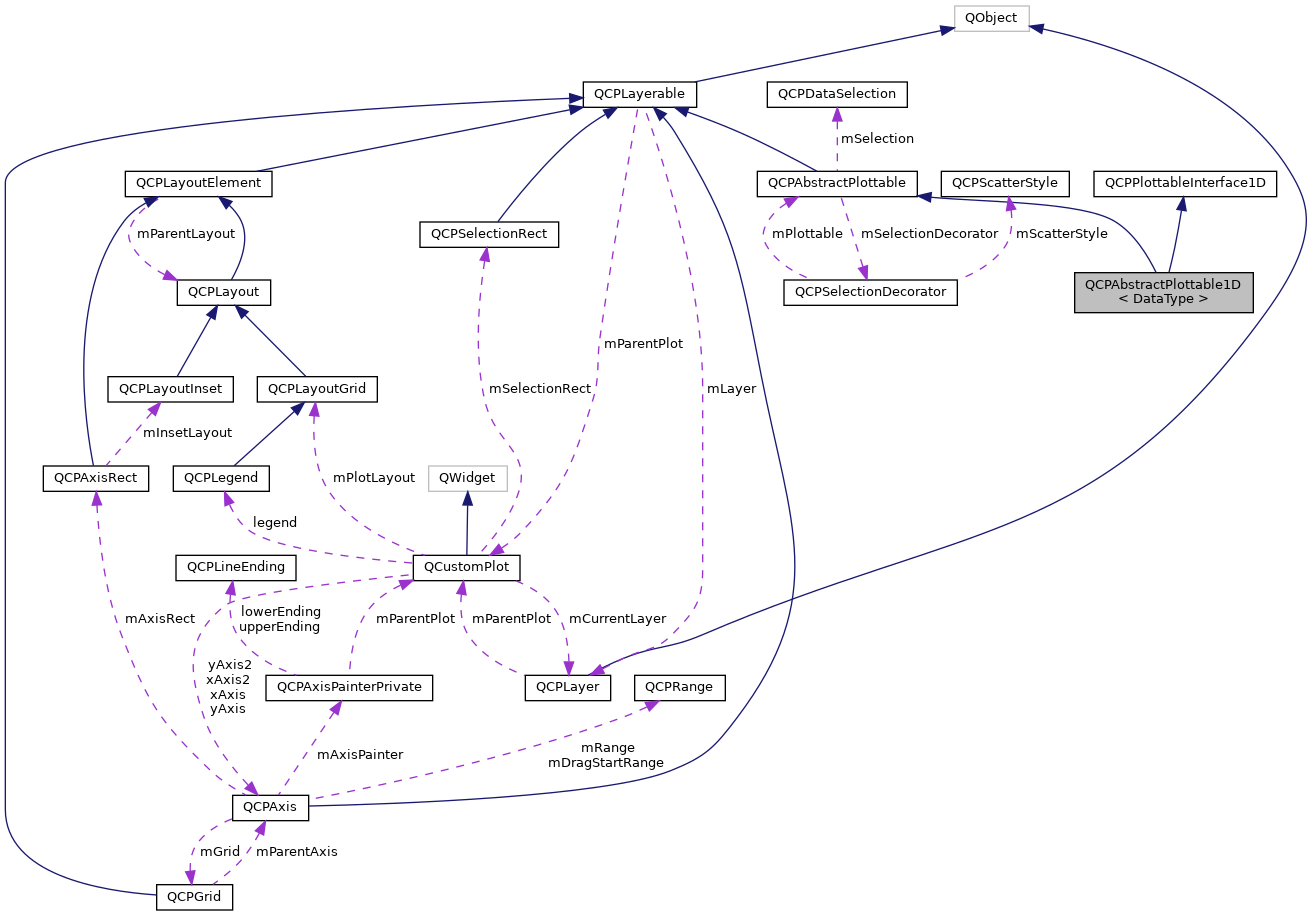 QObject
QCPLayerable
QCPDataSelection
mSelection
QCPLayoutElement
QCPAbstractPlottable
QCPScatterStyle
QCPPlottableInterface1D
mParentLayout
QCPSelectionRect
mPlottable
mSelectionDecorator
mScatterStyle
QCPLayout
QCPSelectionDecorator
QCPAbstractPlottable1D
< DataType >
mParentPlot
QCPLayoutInset
QCPLayoutGrid
mSelectionRect
mLayer
mInsetLayout
QCPAxisRect
QCPLegend
mPlotLayout
QWidget
legend
QCPLineEnding
QCustomPlot
mAxisRect
lowerEnding
upperEnding
mParentPlot
mParentPlot
mCurrentLayer
yAxis2
xAxis2
xAxis
yAxis
QCPAxisPainterPrivate
QCPLayer
QCPRange
mAxisPainter
mRange
mDragStartRange
QCPAxis
mGrid
mParentAxis
QCPGrid